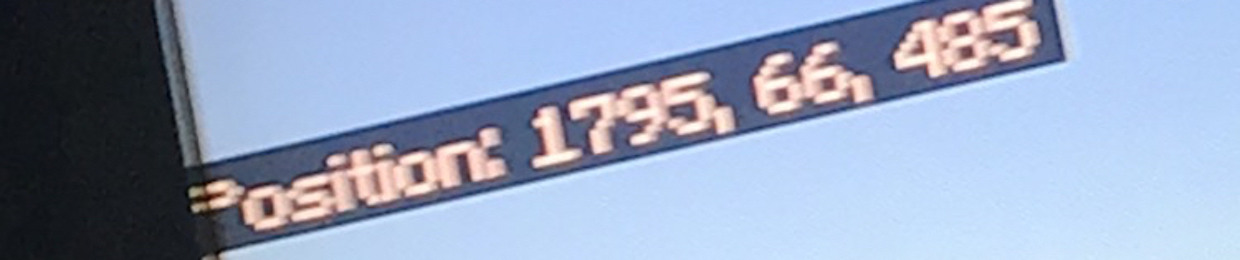 Position: 1795, 66, 485